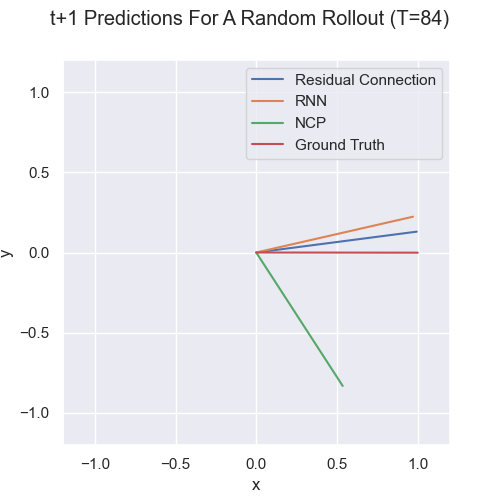 t+1 Predictions For A Random Rollout (T=84)
Residual Connection
RNN
NCP
Ground Truth
1.0
0.5
0.0
−0.5
−1.0
y
−1.0 −0.5 0.0 0.5 1.0
x